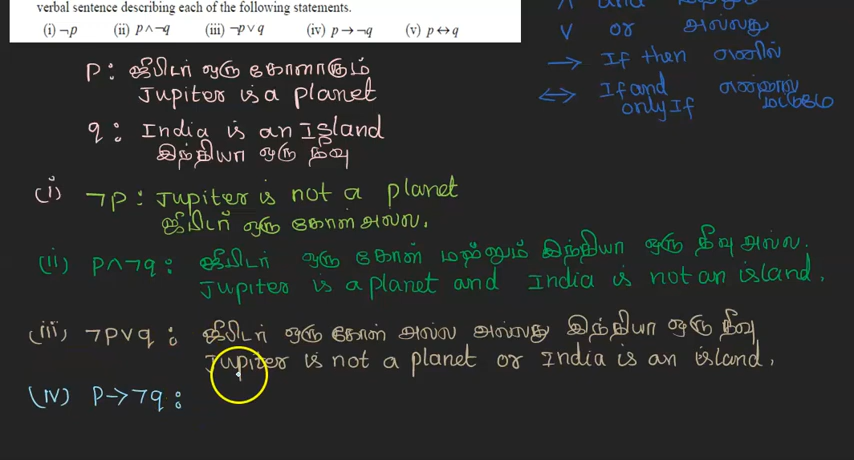 verbal sentence describing each of the following statements.
(i) ¬p (ii) p ∧ ¬q (iii) ¬p ∨ q (iv) p → ¬q (v) p ↔ q
∨ or அல்லது
→ If then எனில்
↔ If and
only If
p: ஜூபிடர் ஒரு கோளாகும்
Jupiter is a planet
q: India is an Island
இந்தியா ஒரு தீவு
(i) ¬p: Jupiter is not a planet
ஜூபிடர் ஒரு கோள் அல்ல.
(ii) p∧¬q: ஜீபிடர் ஒரு கோள் மற்றும் இந்தியா ஒரு தீவு அல்ல.
Jupiter is a planet and India is not an island.
(iii) ¬p∨q: ஜீபிடர் ஒரு கோள் அல்ல அல்லது இந்தியா ஒரு தீவு
Jupiter is not a planet or India is an island.
(iv) p→¬q: